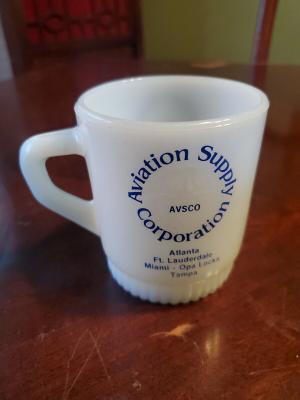 Aviation Supply
AVSCO
Corporation
Atlanta
Ft. Lauderdale
Miami - Opa Locka
Tampa